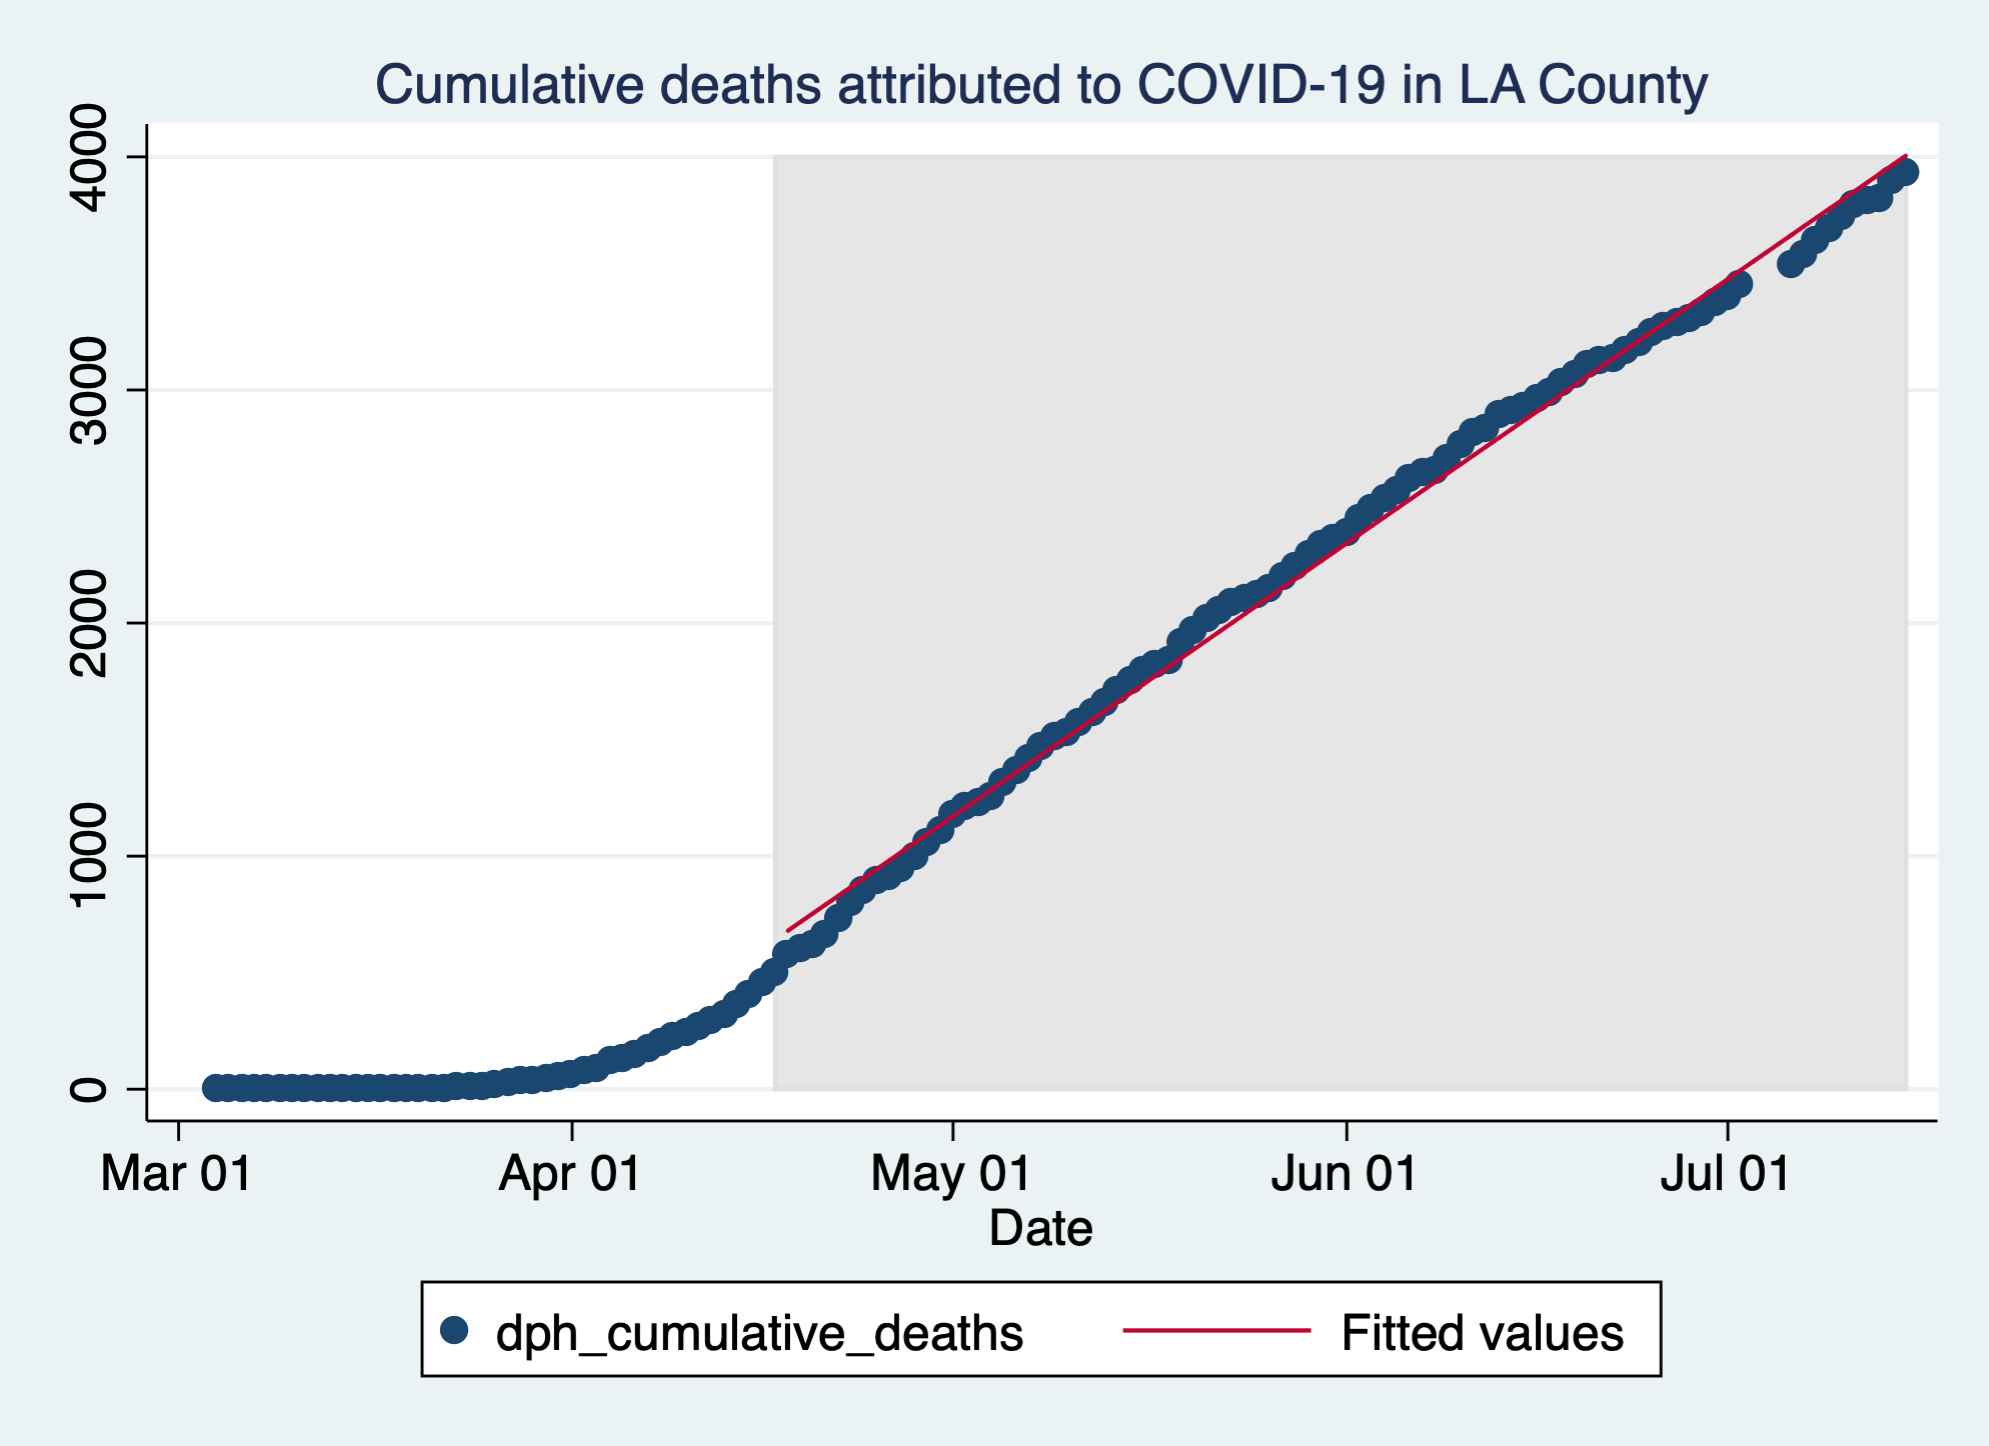 Cumulative deaths attributed to COVID-19 in LA County
4000
3000
2000
1000
0
Mar 01 Apr 01 May 01 Jun 01 Jul 01
Date
dph_cumulative_deaths Fitted values